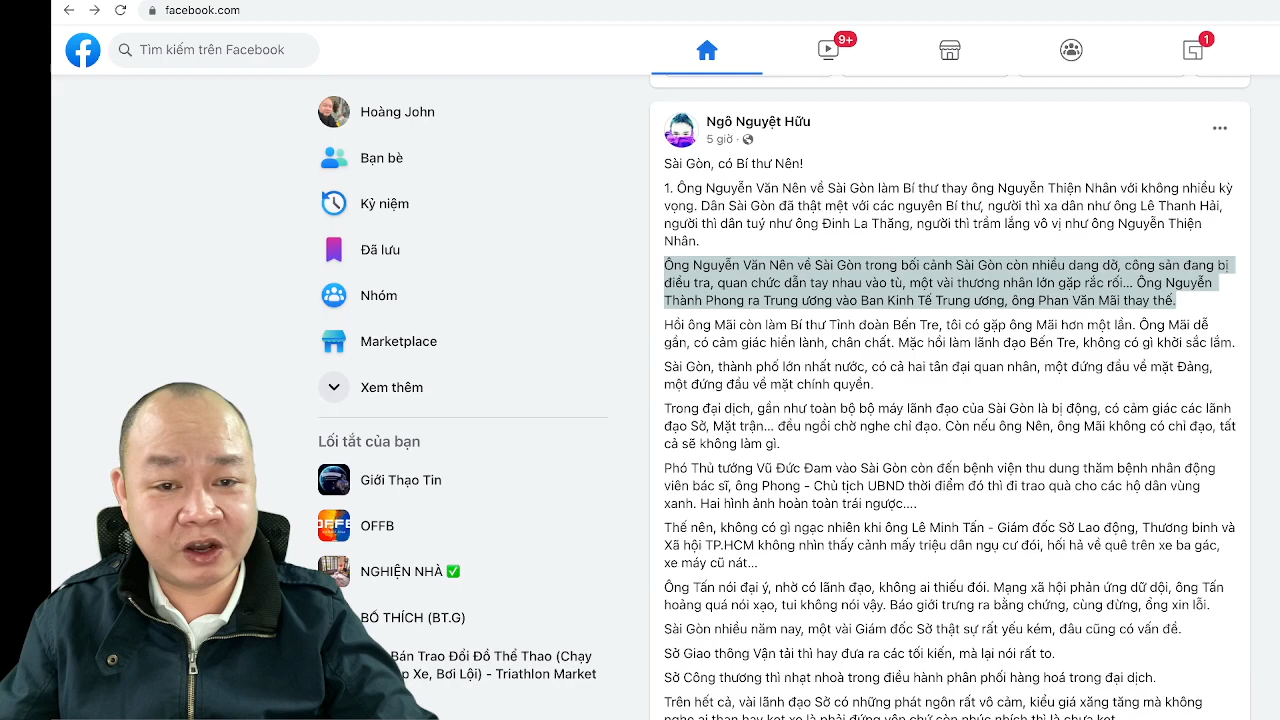 facebook.com
Tìm kiếm trên Facebook
9+
1
Hoàng John
Bạn bè
Kỷ niệm
Đã lưu
Nhóm
Marketplace
Xem thêm
Lối tắt của bạn
Giới Thạo Tin
OFFB
NGHIỆN NHÀ ✅
BỐ THÍCH (BT.G)
Bán Trao Đổi Đồ Thể Thao (Chạy
Xe, Bơi Lội) - Triathlon Market
Ngô Nguyệt Hữu
5 giờ ·
Sài Gòn, có Bí thư Nên!
1. Ông Nguyễn Văn Nên về Sài Gòn làm Bí thư thay ông Nguyễn Thiện Nhân với không nhiều kỳ
vọng. Dân Sài Gòn đã thật mệt với các nguyên Bí thư, người thì xa dân như ông Lê Thanh Hải,
người thì dân tuý như ông Đinh La Thăng, người thì trầm lắng vô vị như ông Nguyễn Thiện
Nhân.
Ông Nguyễn Văn Nên về Sài Gòn trong bối cảnh Sài Gòn còn nhiều dang dở, công sản đang bị
điều tra, quan chức dẫn tay nhau vào tù, một vài thương nhân lớn gặp rắc rối... Ông Nguyễn
Thành Phong ra Trung ương vào Ban Kinh Tế Trung ương, ông Phan Văn Mãi thay thế.
Hồi ông Mãi còn làm Bí thư Tỉnh đoàn Bến Tre, tôi có gặp ông Mãi hơn một lần. Ông Mãi dễ
gần, có cảm giác hiền lành, chân chất. Mặc hồi làm lãnh đạo Bến Tre, không có gì khởi sắc lắm.
Sài Gòn, thành phố lớn nhất nước, có cả hai tân đại quan nhân, một đứng đầu về mặt Đảng,
một đứng đầu về mặt chính quyền.
Trong đại dịch, gần như toàn bộ bộ máy lãnh đạo của Sài Gòn là bị động, có cảm giác các lãnh
đạo Sở, Mặt trận... đều ngồi chờ nghe chỉ đạo. Còn nếu ông Nên, ông Mãi không có chỉ đạo, tất
cả sẽ không làm gì.
Phó Thủ tướng Vũ Đức Đam vào Sài Gòn còn đến bệnh viện thị dung thăm bệnh nhân động
viên bác sĩ, ông Phong - Chủ tịch UBND thời điểm đó thì đi trao quà cho các hộ dân vùng
xanh. Hai hình ảnh hoàn toàn trái ngược....
Thế nên, không có gì ngạc nhiên khi ông Lê Minh Tấn - Giám đốc Sở Lao động, Thương binh và
Xã hội TP.HCM không nhìn thấy cảnh mấy triệu dân ngụ cư đói, hối hả về quê trên xe ba gác,
xe máy cũ nát...
Ông Tấn nói đại ý, nhờ có lãnh đạo, không ai thiếu đói. Mạng xã hội phản ứng dữ dội, ông Tấn
hoảng quá nói xạo, tui không nói vậy. Báo giới trưng ra bằng chứng, cùng đừng, ông xin lỗi.
Sài Gòn nhiều năm nay, một vài Giám đốc Sở thật sự rất yếu kém, đâu cũng có vấn đề.
Sở Giao thông Vận tải thì hay đưa ra các tối kiến, mà lại nói rất to.
Sở Công thương thì nhạt nhoà trong điều hành phân phối hàng hoá trong đại dịch.
Trên hết cả, vài lãnh đạo Sở có những phát ngôn rất vô cảm, kiểu giá xăng tăng mà không